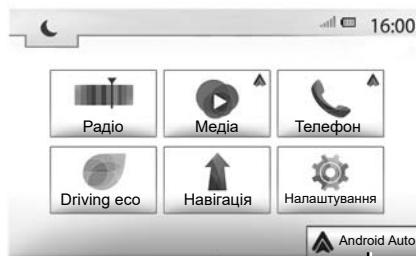 16:00
Радіо
Медіа
Телефон
Driving eco
Навігація
Налаштування
Android Auto